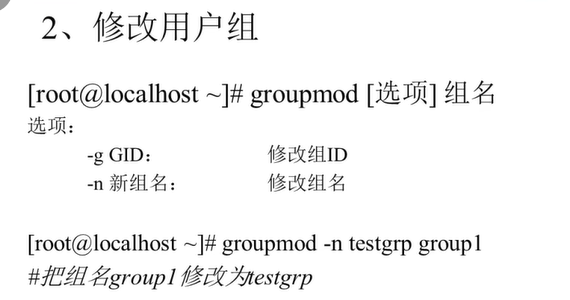 2、修改用户组
[root@localhost ~]# groupmod [选项] 组名
选项：
-g GID： 修改组ID
-n 新组名： 修改组名
[root@localhost ~]# groupmod -n testgrp group1
#把组名group1修改为testgrp